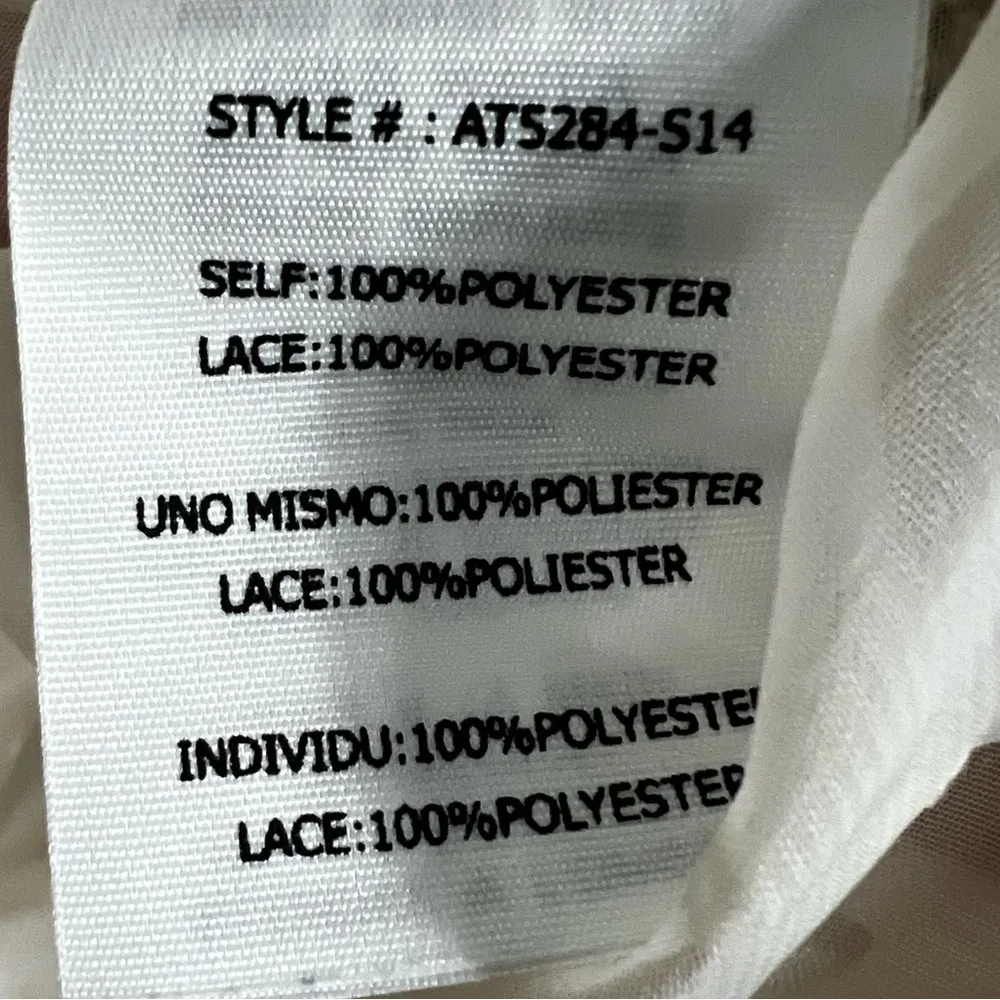 STYLE # : AT5284-S14
SELF:100%POLYESTER
LACE:100%POLYESTER
UNO MISMO:100%POLIESTER
LACE:100%POLIESTER
INDIVIDU:100%POLYESTER
LACE:100%POLYESTER